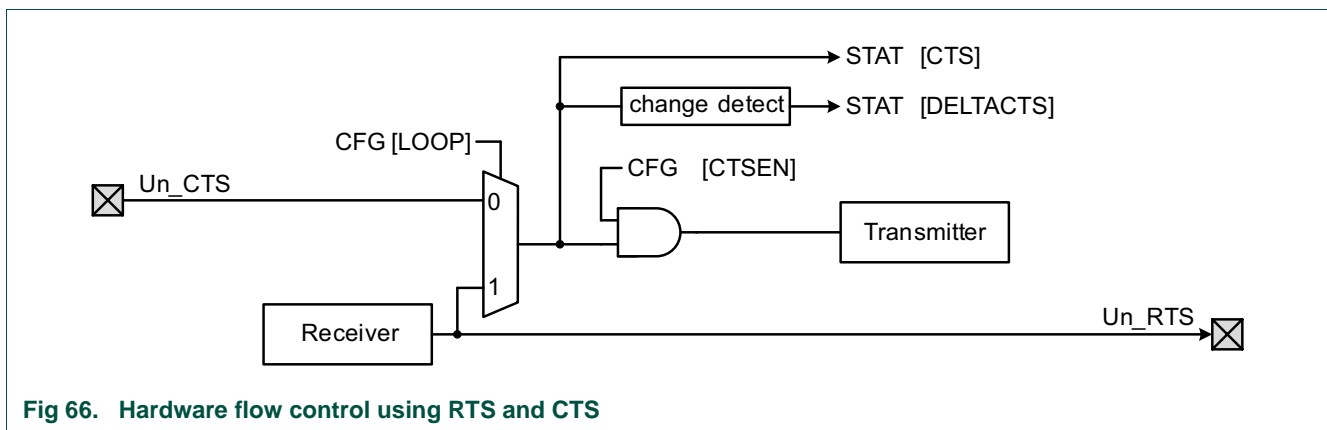 STAT [CTS]
change detect
STAT [DELTACTS]
CFG [LOOP]
CFG [CTSEN]
Un_CTS
0
Transmitter
1
Receiver
Un_RTS
Fig 66. Hardware flow control using RTS and CTS